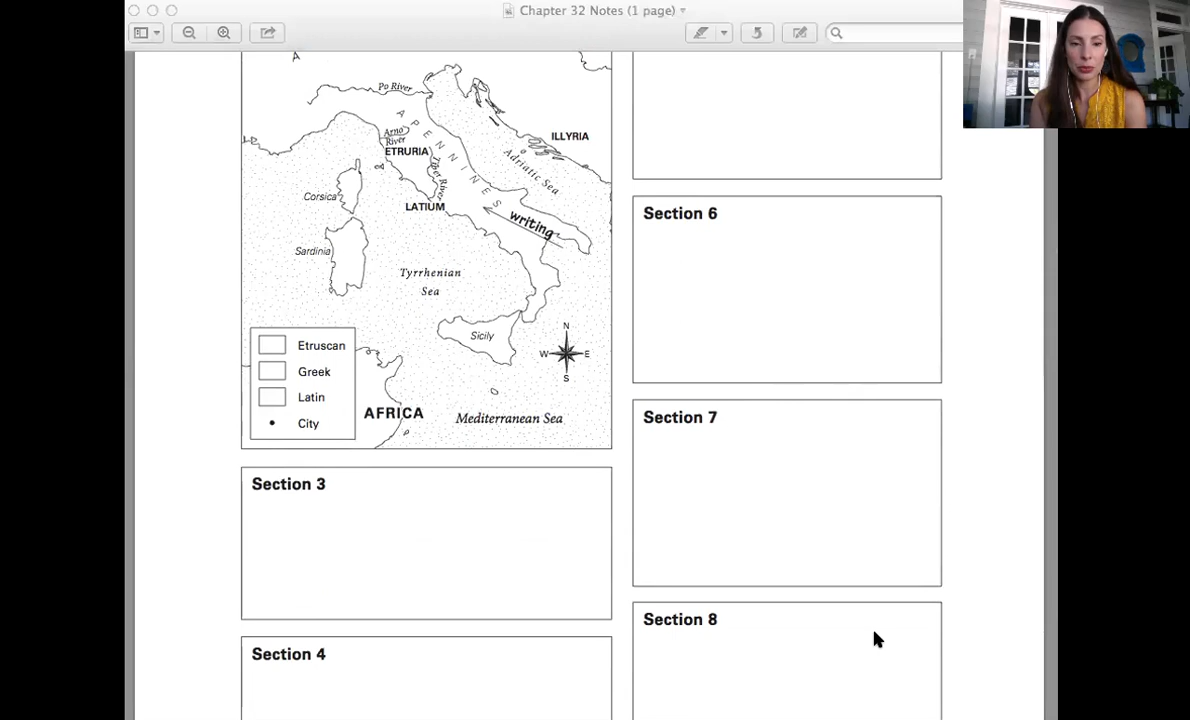 Chapter 32 Notes (1 page)
A
Po River
A P E N N I N E S
Arno
River
ETRURIA
Tiber River
ILLYRIA
Adriatic Sea
Corsica
LATIUM
writing
Sardinia
Tyrrhenian
Sea
Sicily
N
W
E
S
Etruscan
Greek
Latin
City
AFRICA
Mediterranean Sea
Section 3
Section 4
Section 6
Section 7
Section 8